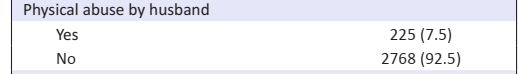 Physical abuse by husband
Yes 225 (7.5)
No 2768 (92.5)